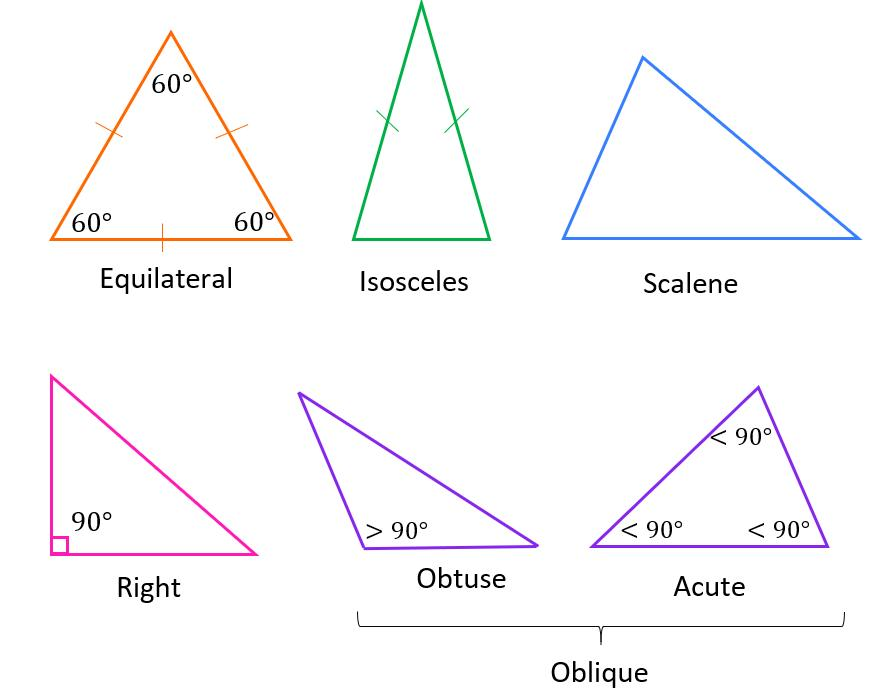 60°
60° 60°
Equilateral
Isosceles
Scalene
90°
Right
> 90°
Obtuse
< 90°
< 90° < 90°
Acute
Oblique